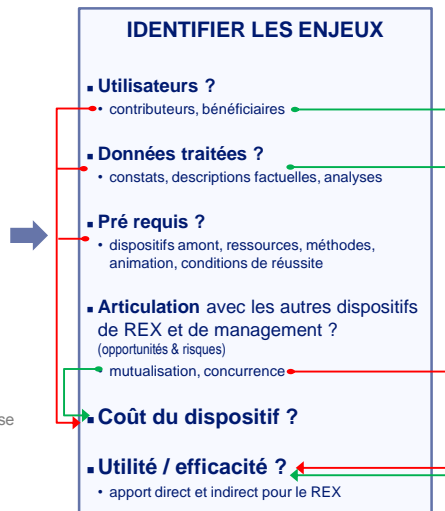 IDENTIFIER LES ENJEUX
▪ Utilisateurs ?
• contributeurs, bénéficiaires
▪ Données traitées ?
• constats, descriptions factuelles, analyses
▪ Pré requis ?
• dispositifs amont, ressources, méthodes,
animation, conditions de réussite
▪ Articulation avec les autres dispositifs
de REX et de management ?
(opportunités & risques)
• mutualisation, concurrence
▪ Coût du dispositif ?
▪ Utilité / efficacité ?
• apport direct et indirect pour le REX
se